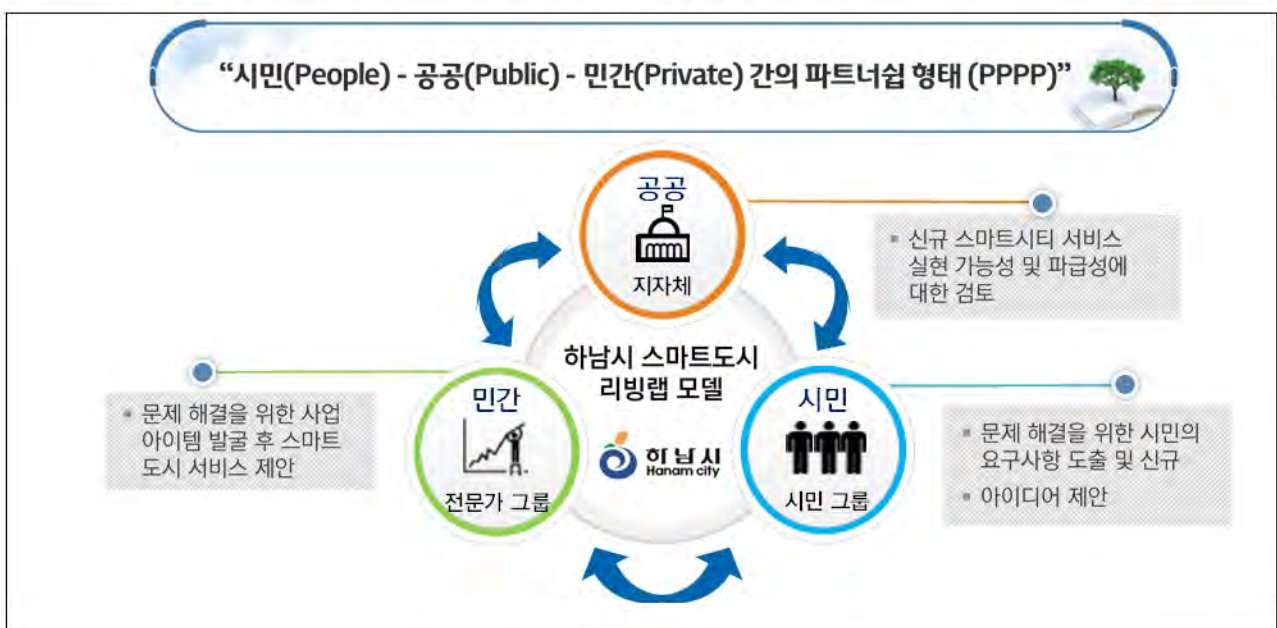 “시민(People) - 공공(Public) - 민간(Private) 간의 파트너쉽 형태 (PPPP)”
공공
지자체
▪ 신규 스마트시티 서비스
실현 가능성 및 파급성에
대한 검토
하남시 스마트도시
리빙랩 모델
하남시
Hanam city
민간
전문가 그룹
▪ 문제 해결을 위한 사업
아이템 발굴 후 스마트
도시 서비스 제안
시민
시민 그룹
▪ 문제 해결을 위한 시민의
요구사항 도출 및 신규
▪ 아이디어 제안